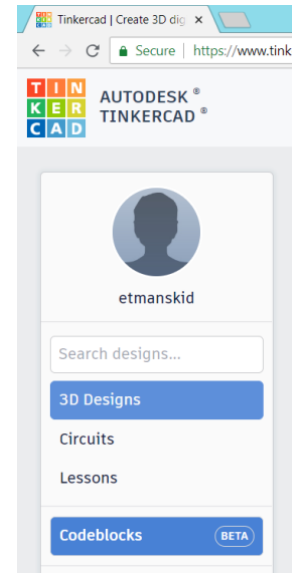 Tinkercad | Create 3D dig
Secure | https://www.tink
TIN
KER
CAD
AUTODESK ®
TINKERCAD ®
etmanskid
Search designs...
3D Designs
Circuits
Lessons
Codeblocks BETA